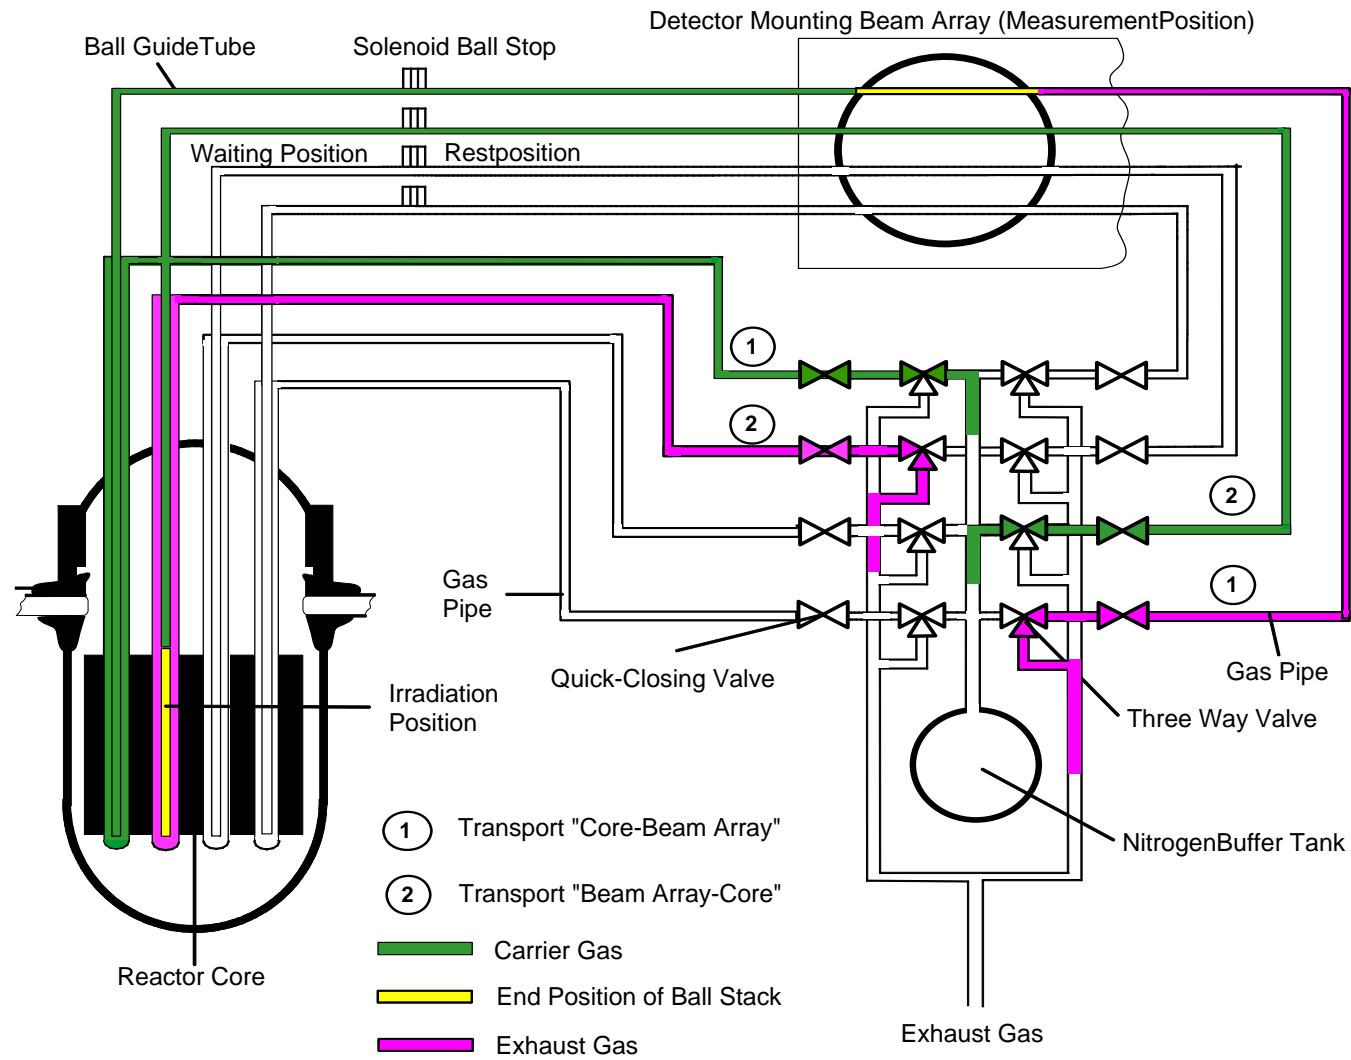 Detector Mounting Beam Array (MeasurementPosition)
Ball GuideTube
Solenoid Ball Stop
Waiting Position
Restposition
1
2
2
1
Gas
Pipe
Quick-Closing Valve
Gas Pipe
Irradiation
Position
Three Way Valve
1 Transport "Core-Beam Array"
NitrogenBuffer Tank
2 Transport "Beam Array-Core"
Carrier Gas
Reactor Core
End Position of Ball Stack
Exhaust Gas
Exhaust Gas